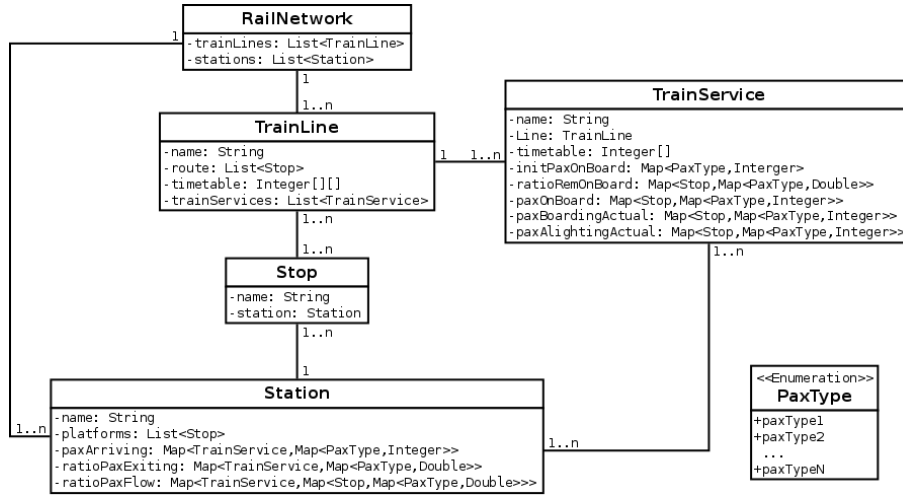 RailNetwork
-trainLines: List<TrainLine>
-stations: List<Station>
1
1
1..n
TrainLine
-name: String
-route: List<Stop>
-timetable: Integer[][]
-trainServices: List<TrainService>
1
1..n
TrainService
-name: String
-Line: TrainLine
-timetable: Integer[]
-initPaxOnBoard: Map<PaxType,Interger>
-ratioRemOnBoard: Map<Stop,Map<PaxType,Double>>
-paxOnBoard: Map<Stop,Map<PaxType,Integer>>
-paxBoardingActual: Map<Stop,Map<PaxType,Integer>>
-paxAlightingActual: Map<Stop,Map<PaxType,Integer>>
1..n
1..n
1..n
Stop
-name: String
-station: Station
1..n
1
Station
-name: String
-platforms: List<Stop>
-paxArriving: Map<TrainService,Map<PaxType,Integer>>
-ratioPaxExiting: Map<TrainService,Map<PaxType,Double>>
-ratioPaxFlow: Map<TrainService,Map<Stop,Map<PaxType,Double>>>
1..n
1..n
<<Enumeration>>
PaxType
+paxType1
+paxType2
...
+paxTypeN